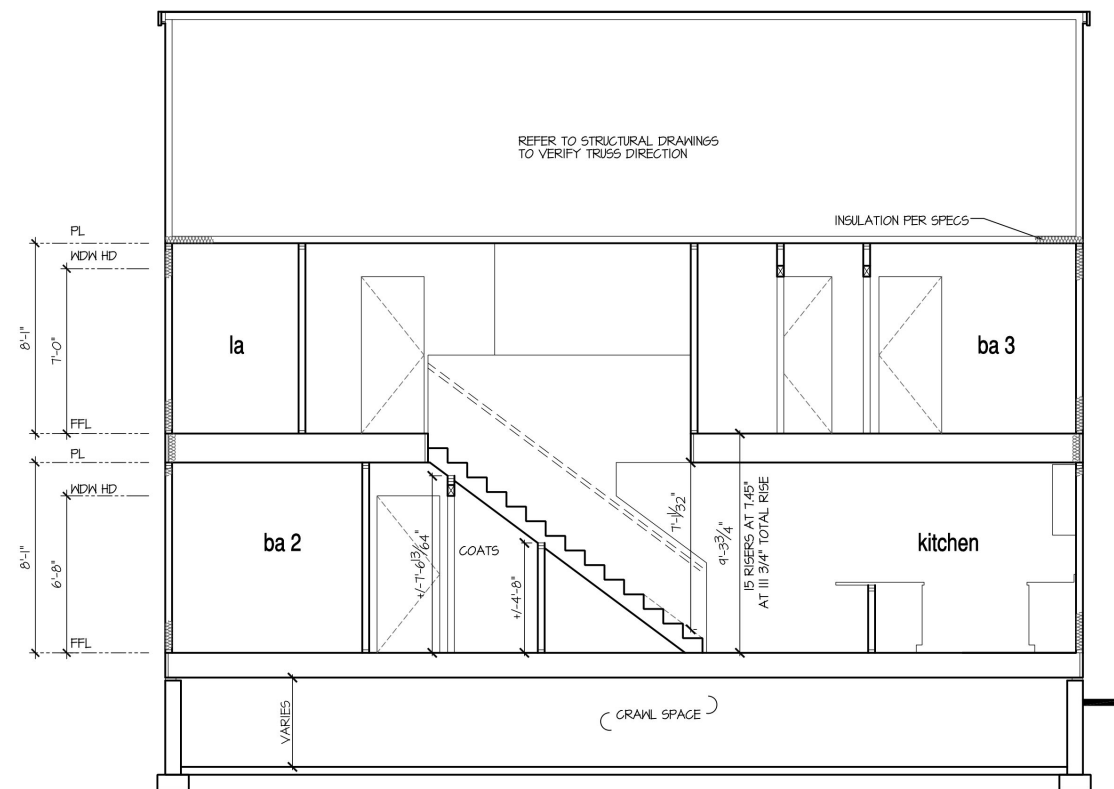 REFER TO STRUCTURAL DRAWINGS
TO VERIFY TRUSS DIRECTION
INSULATION PER SPECS
PL
WDW HD
8'-1"
7'-0"
la
ba 3
FFL
PL
WDW HD
8'-1"
6'-8"
ba 2
+/-7'-6 13/64"
COATS
+/-4'-8"
7'-1/32"
9'-3 3/4"
15 RISERS AT 7.45"
AT 111 3/4" TOTAL RISE
kitchen
FFL
VARIES
CRAWL SPACE